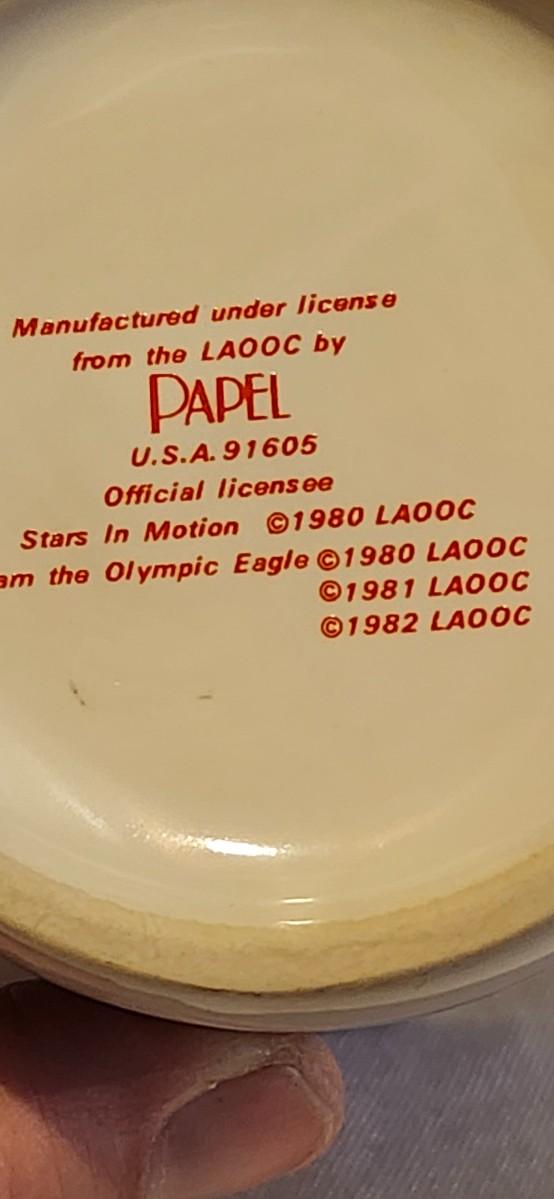 Manufactured under license
from the LAOOC by
PAPEL
U.S.A. 91605
Official licensee
Stars In Motion ©1980 LAOOC
the Olympic Eagle ©1980 LAOOC
©1981 LAOOC
©1982 LAOOC